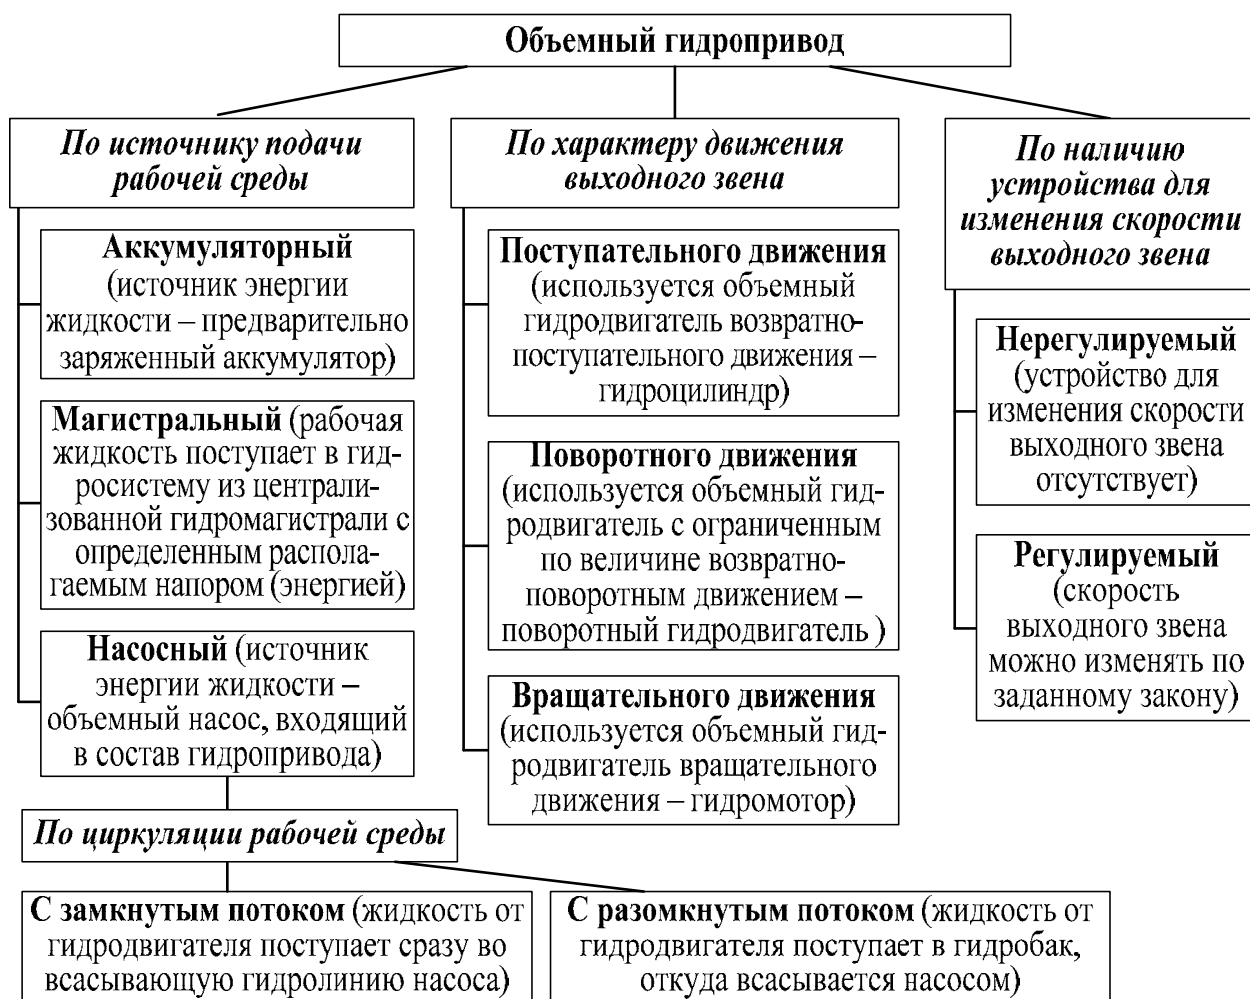 Объемный гидропривод
По источнику подачи
рабочей среды
Аккумуляторный
(источник энергии
жидкости – предварительно
заряженный аккумулятор)
Магистральный (рабочая
жидкость поступает в гид-
росистему из централи-
зованной гидромагистрали с
определенным распола-
гаемым напором (энергией)
Насосный (источник
энергии жидкости –
объемный насос, входящий
в состав гидропривода)
По циркуляции рабочей среды
С замкнутым потоком (жидкость от
гидродвигателя поступает сразу во
всасывающую гидролинию насоса)
С разомкнутым потоком (жидкость от
гидродвигателя поступает в гидробак,
откуда всасывается насосом)
По характеру движения
выходного звена
Поступательного движения
(используется объемный
гидродвигатель возвратно-
поступательного движения –
гидроцилиндр)
Поворотного движения
(используется объемный гид-
родвигатель с ограниченным
по величине возвратно-
поворотным движением –
поворотный гидродвигатель )
Вращательного движения
(используется объемный гид-
родвигатель вращательного
движения – гидромотор)
По наличию
устройства для
изменения скорости
выходного звена
Нерегулируемый
(устройство для
изменения скорости
выходного звена
отсутствует)
Регулируемый
(скорость
выходного звена
можно изменять по
заданному закону)